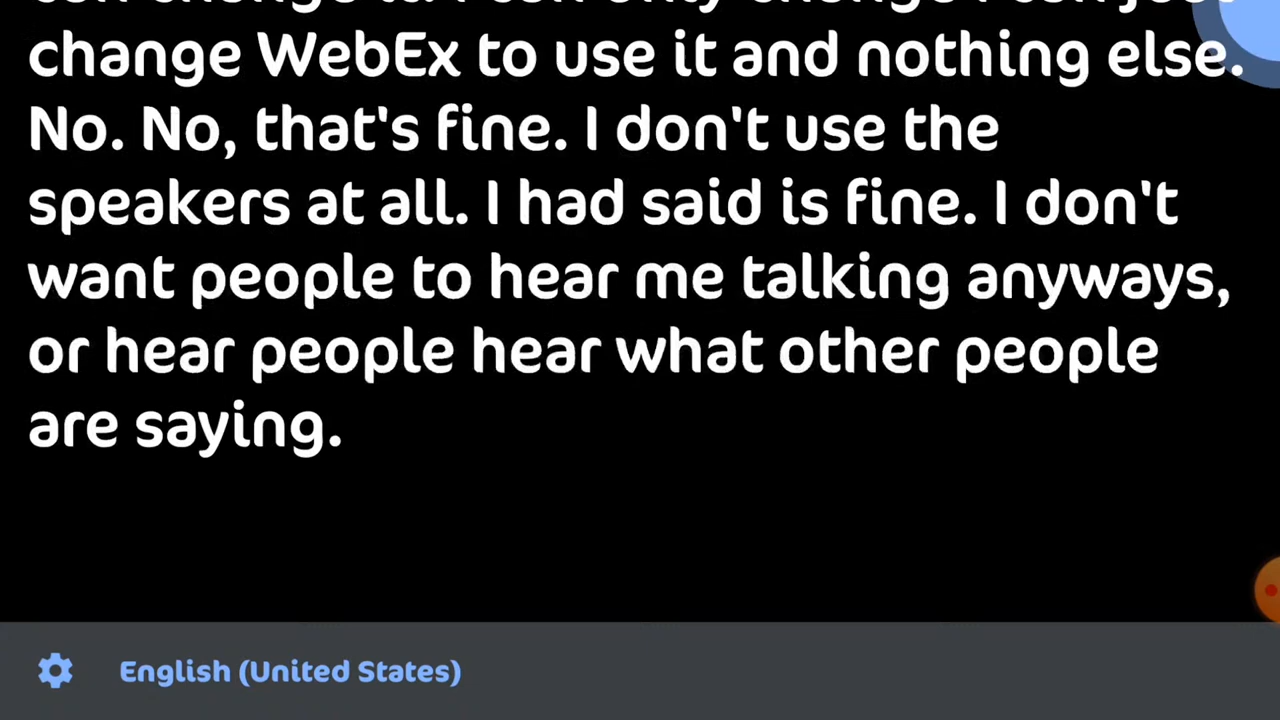 change WebEx to use it and nothing else.
No. No, that's fine. I don't use the
speakers at all. I had said is fine. I don't
want people to hear me talking anyways,
or hear people hear what other people
are saying.
English (United States)